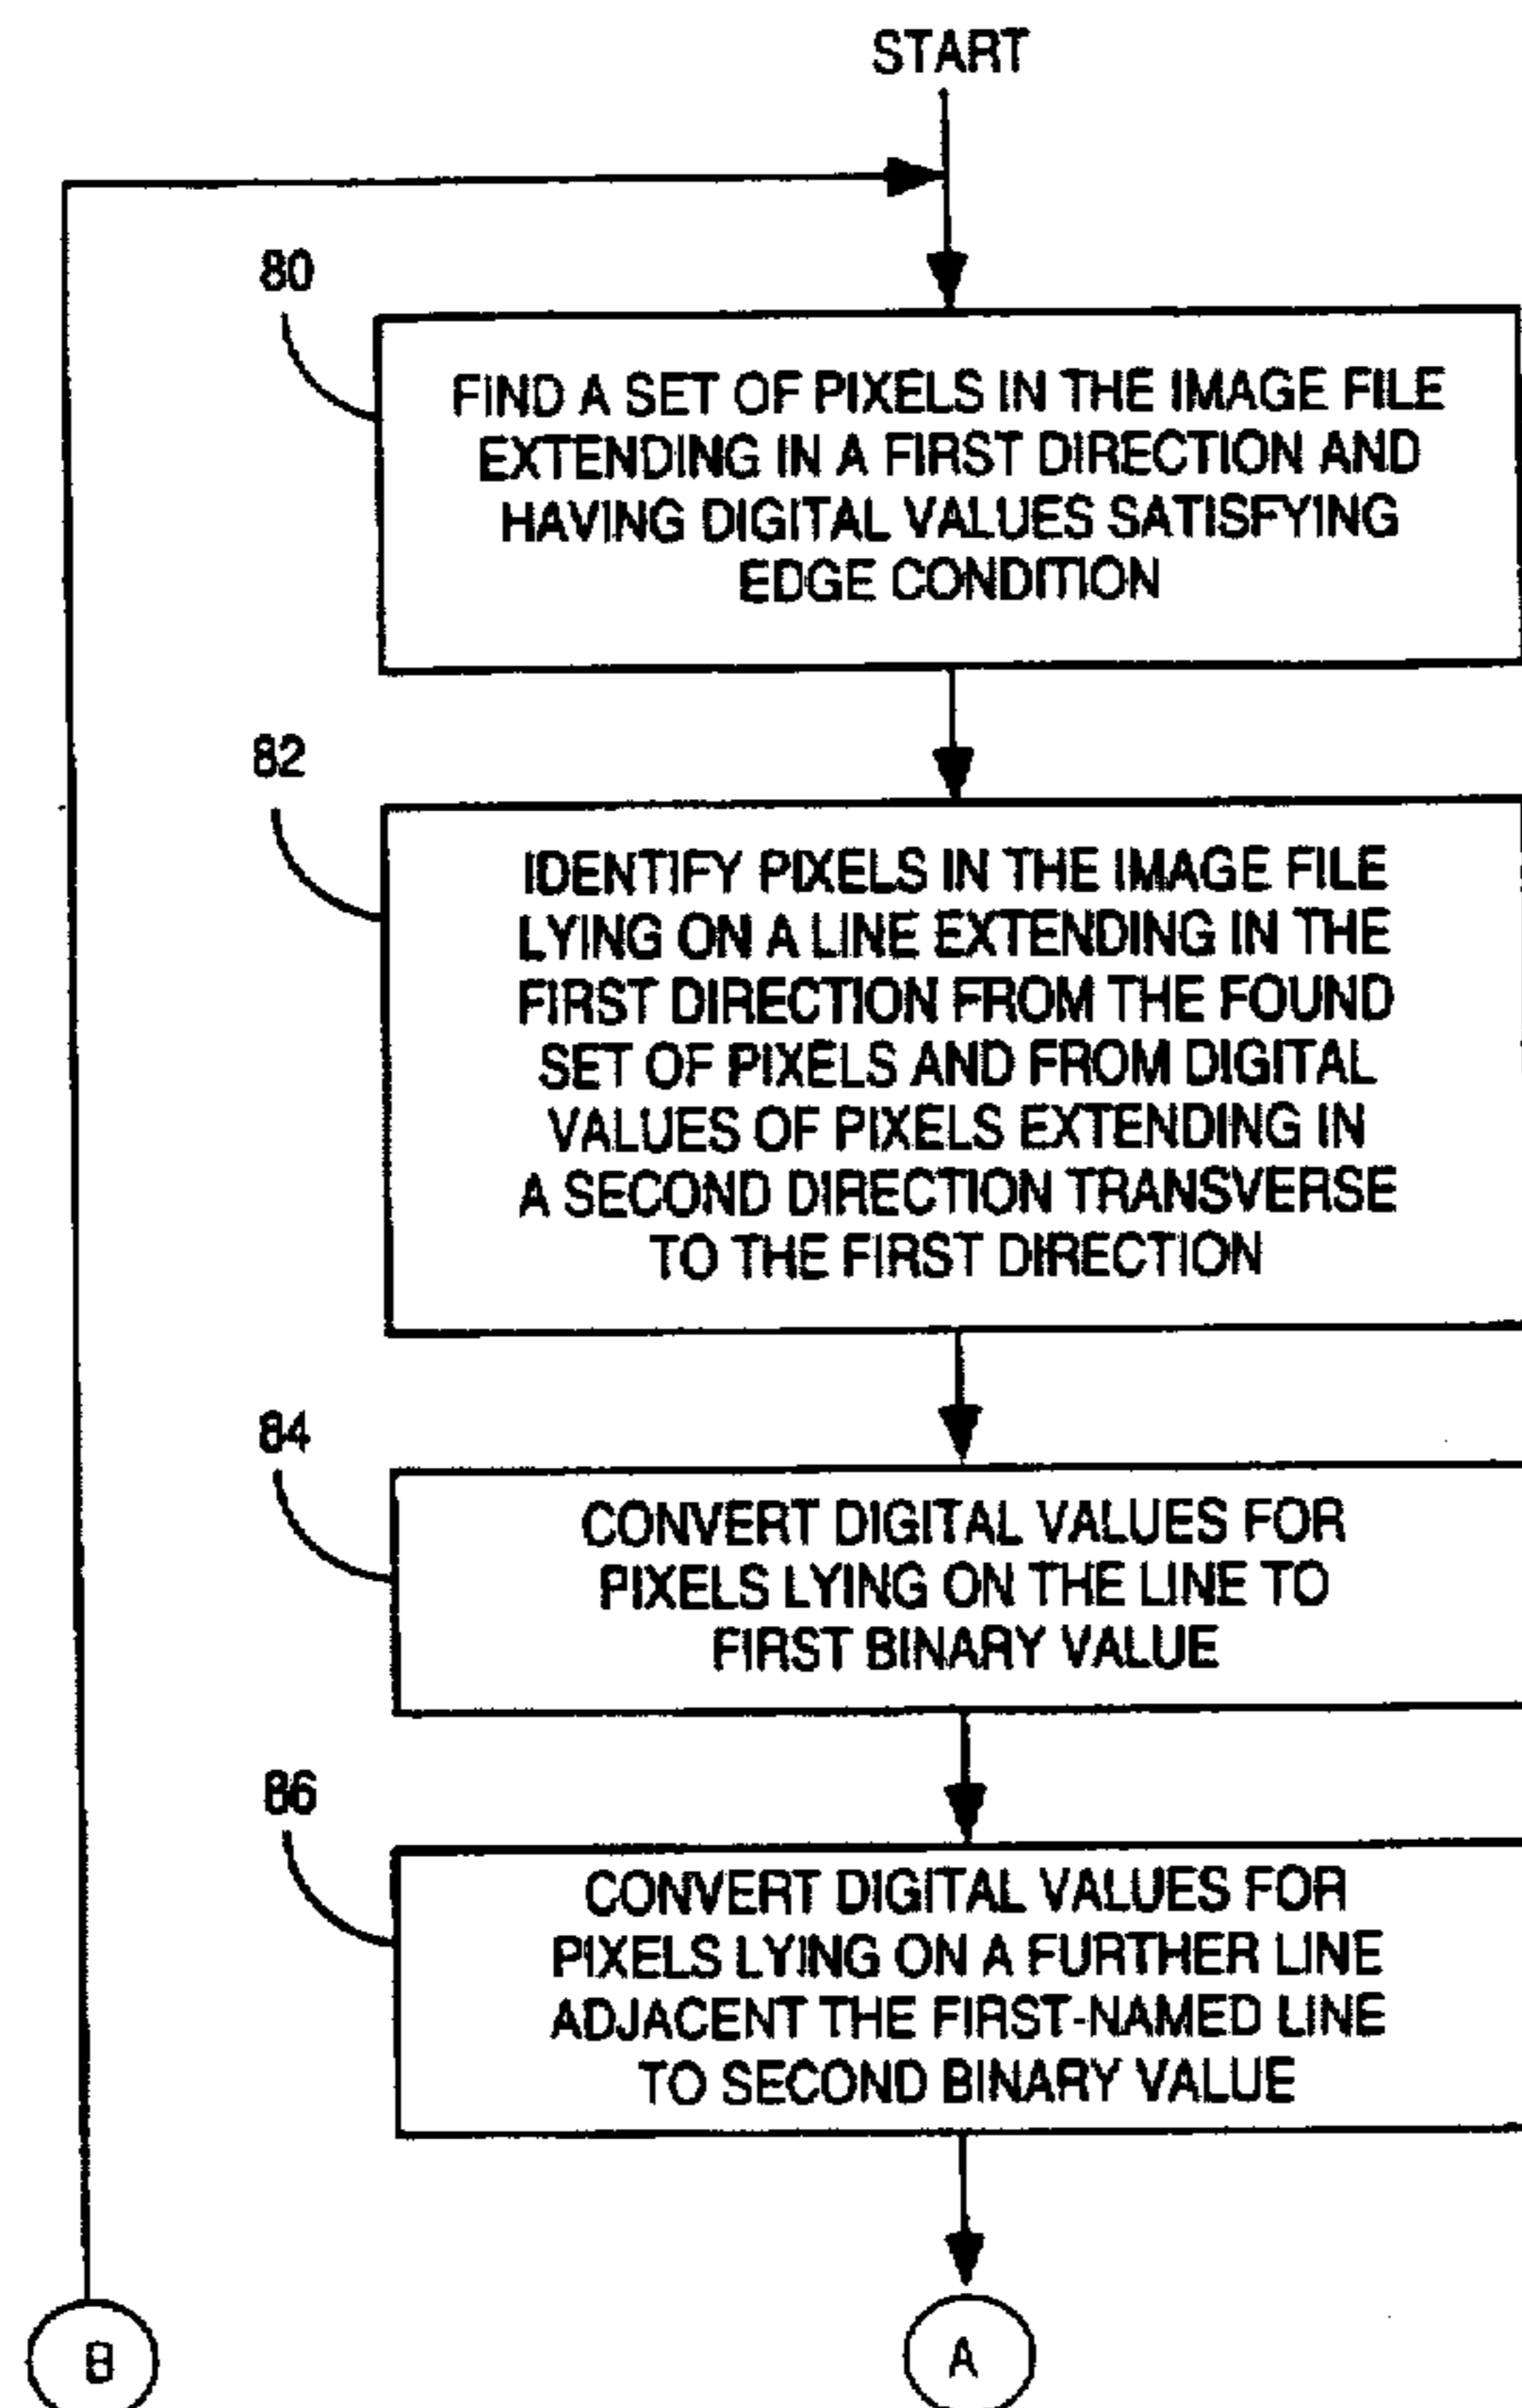 START
80
FIND A SET OF PIXELS IN THE IMAGE FILE
EXTENDING IN A FIRST DIRECTION AND
HAVING DIGITAL VALUES SATISFYING
EDGE CONDITION
82
IDENTIFY PIXELS IN THE IMAGE FILE
LYING ON A LINE EXTENDING IN THE
FIRST DIRECTION FROM THE FOUND
SET OF PIXELS AND FROM DIGITAL
VALUES OF PIXELS EXTENDING IN
A SECOND DIRECTION TRANSVERSE
TO THE FIRST DIRECTION
84
CONVERT DIGITAL VALUES FOR
PIXELS LYING ON THE LINE TO
FIRST BINARY VALUE
86
CONVERT DIGITAL VALUES FOR
PIXELS LYING ON A FURTHER LINE
ADJACENT THE FIRST-NAMED LINE
TO SECOND BINARY VALUE
B
A